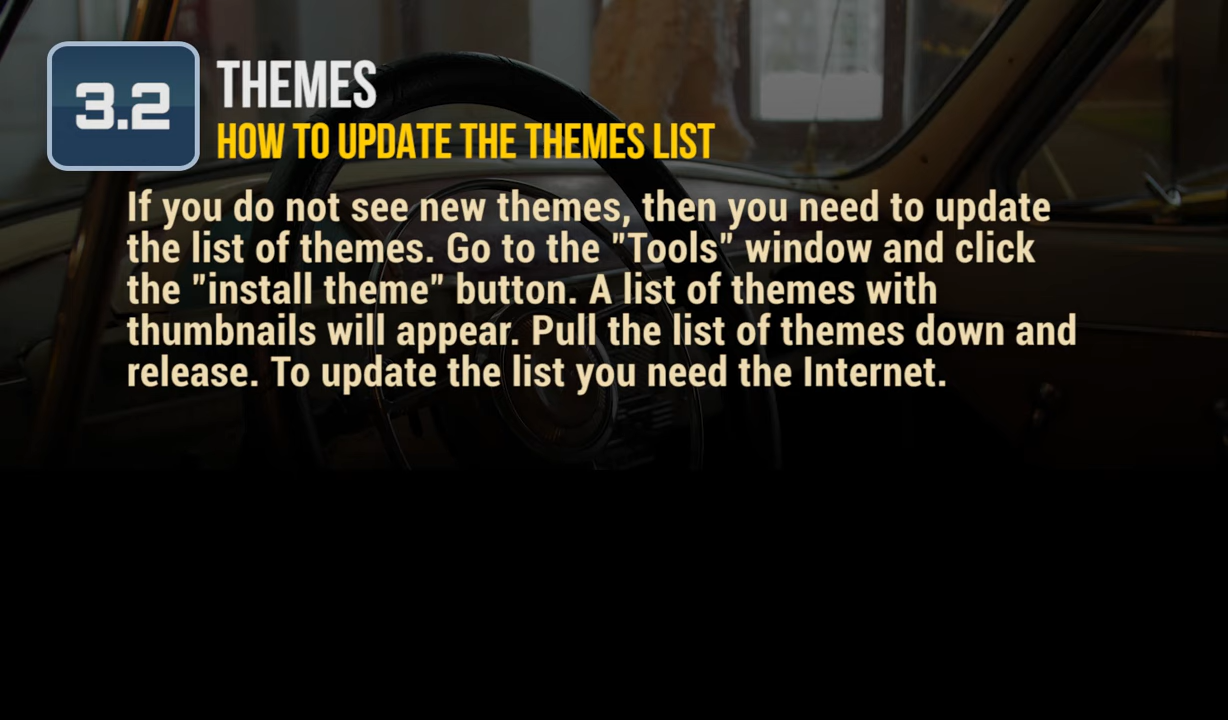 3.2
THEMES
HOW TO UPDATE THE THEMES LIST
If you do not see new themes, then you need to update
the list of themes. Go to the "Tools" window and click
the "install theme" button. A list of themes with
thumbnails will appear. Pull the list of themes down and
release. To update the list you need the Internet.